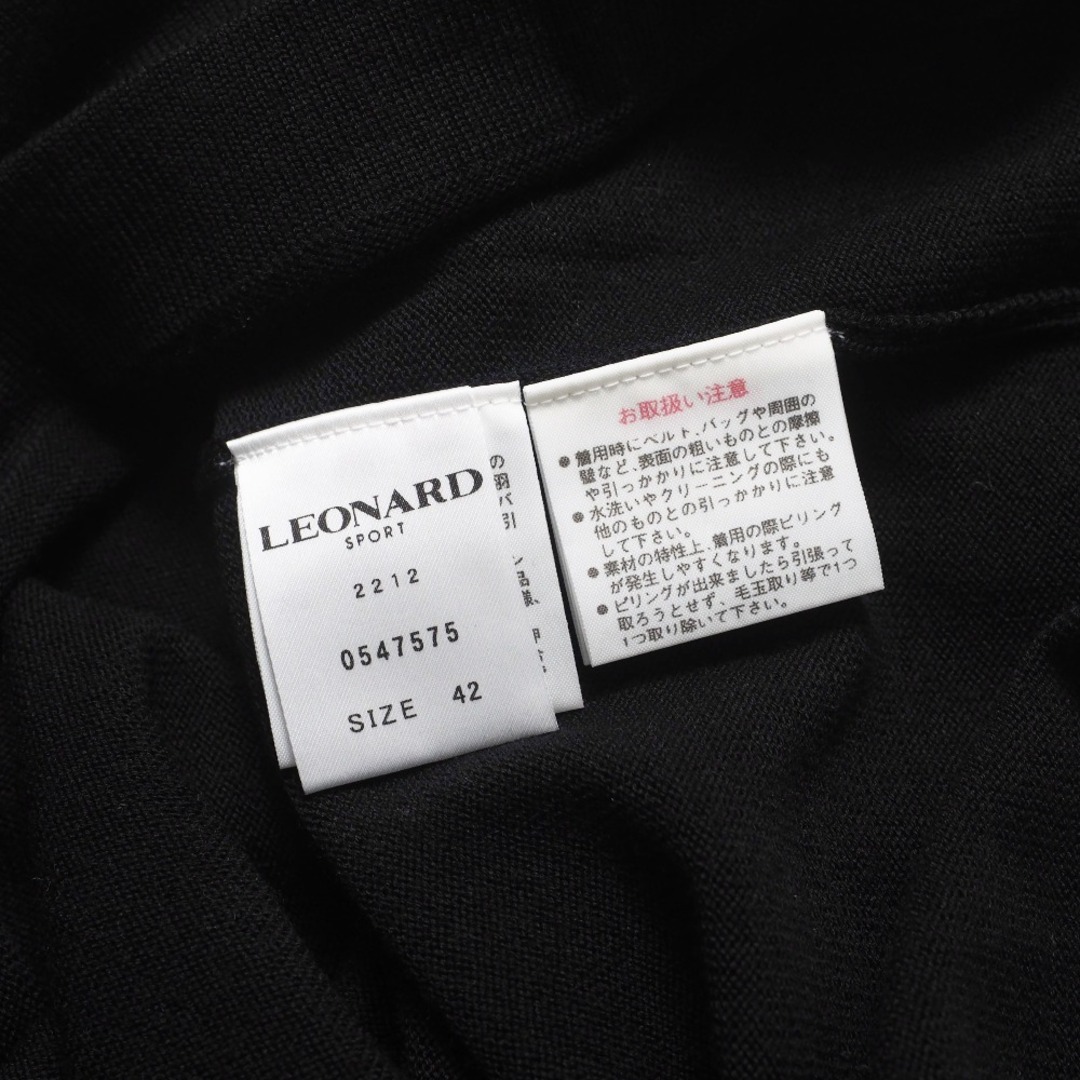 LEONARD
SPORT
2212
0547575
SIZE 42
の
羽
バ
引
お取扱い注意
●着用時にベルト、バッグや周囲の
壁など、表面の粗いものとの摩擦
や引っかかりに注意して下さい。
●水洗いやクリーニングの際にも
他のものとの引っかかりに注意
して下さい。
●素材の特性上、着用の際ピリング
が発生しやすくなります。
●ピリングが出来ましたら引張って
取ろうとせず、毛玉取り等で1つ
1つ取り除いて下さい。